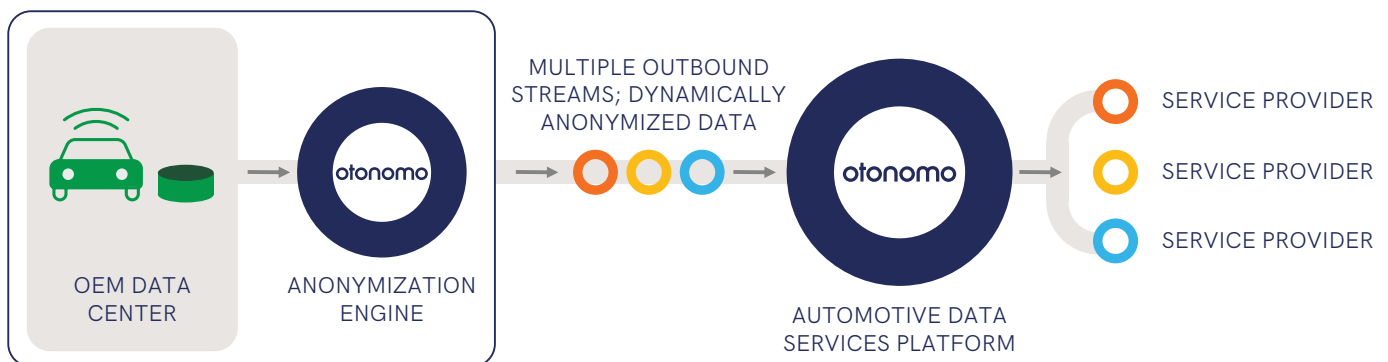 OEM DATA
CENTER
otonomo
ANONYMIZATION
ENGINE
MULTIPLE OUTBOUND
STREAMS; DYNAMICALLY
ANONYMIZED DATA
otonomo
AUTOMOTIVE DATA
SERVICES PLATFORM
SERVICE PROVIDER
SERVICE PROVIDER
SERVICE PROVIDER